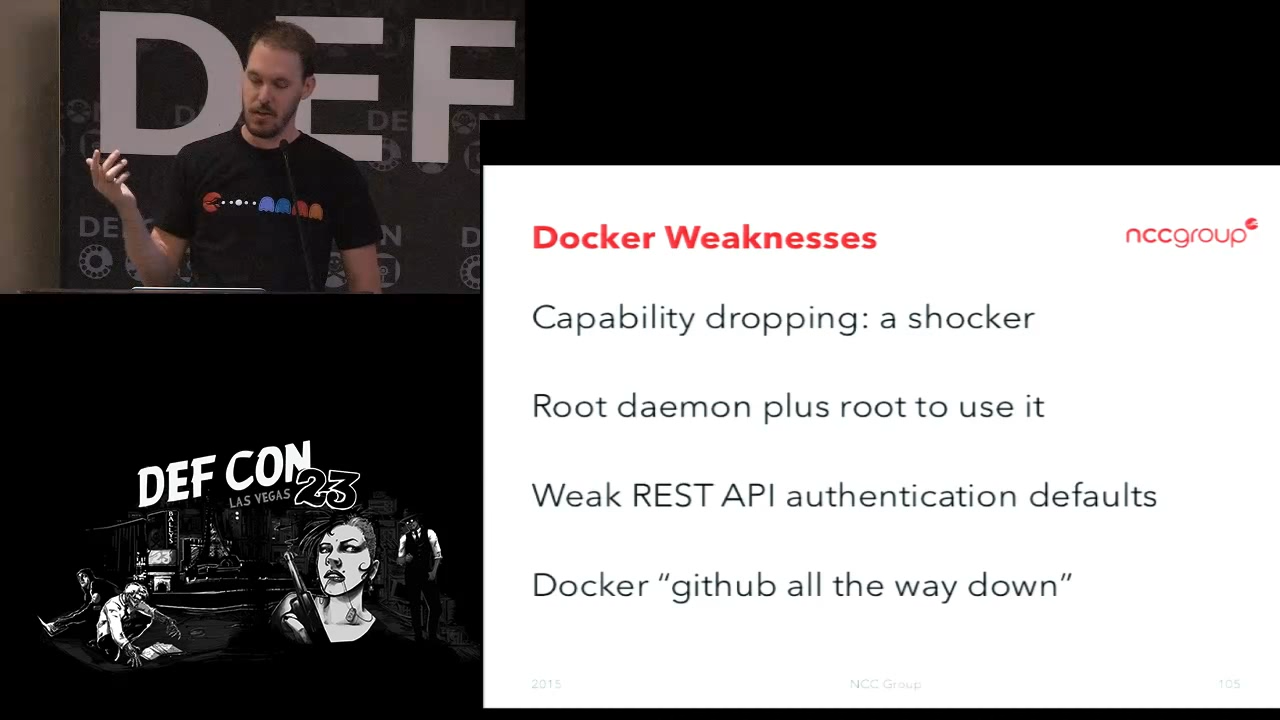 DEF
Docker Weaknesses
nccgroup
Capability dropping: a shocker
Root daemon plus root to use it
Weak REST API authentication defaults
Docker “github all the way down”
2015 NCC Group 105
DEF CON 23
LAS VEGAS
BALLYS